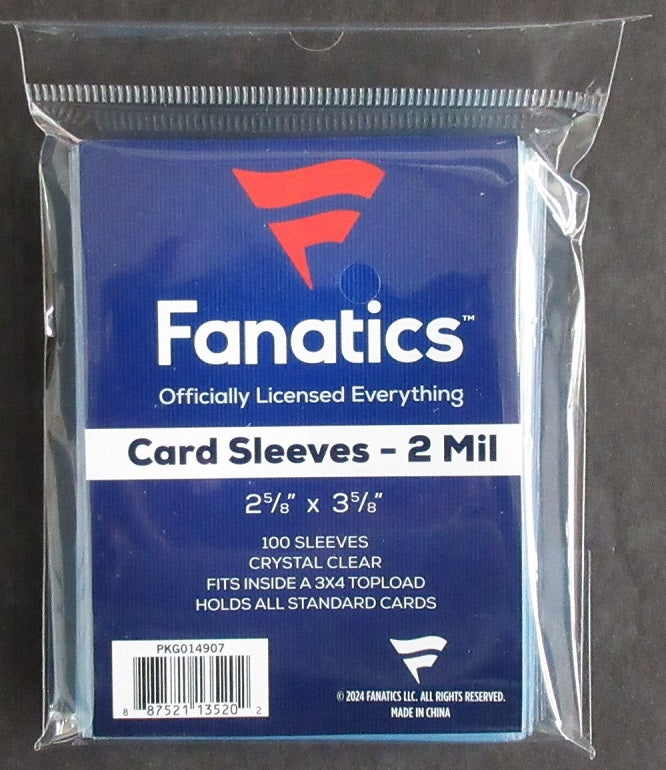 Fanatics™
Officially Licensed Everything
Card Sleeves - 2 Mil
2⅝" x 3⅝"
100 SLEEVES
CRYSTAL CLEAR
FITS INSIDE A 3X4 TOPLOAD
HOLDS ALL STANDARD CARDS
PKG014907
8 87521 13520 2
© 2024 FANATICS LLC. ALL RIGHTS RESERVED.
MADE IN CHINA